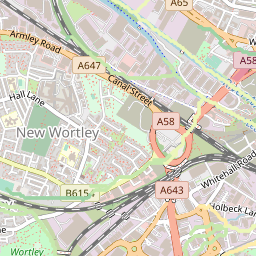 A65
Armley Road
A58
A647
Canal Street
Hall Lane
A58
New Wortley
Whitehall Road
B615
A643
Holbeck Lane
Wortley